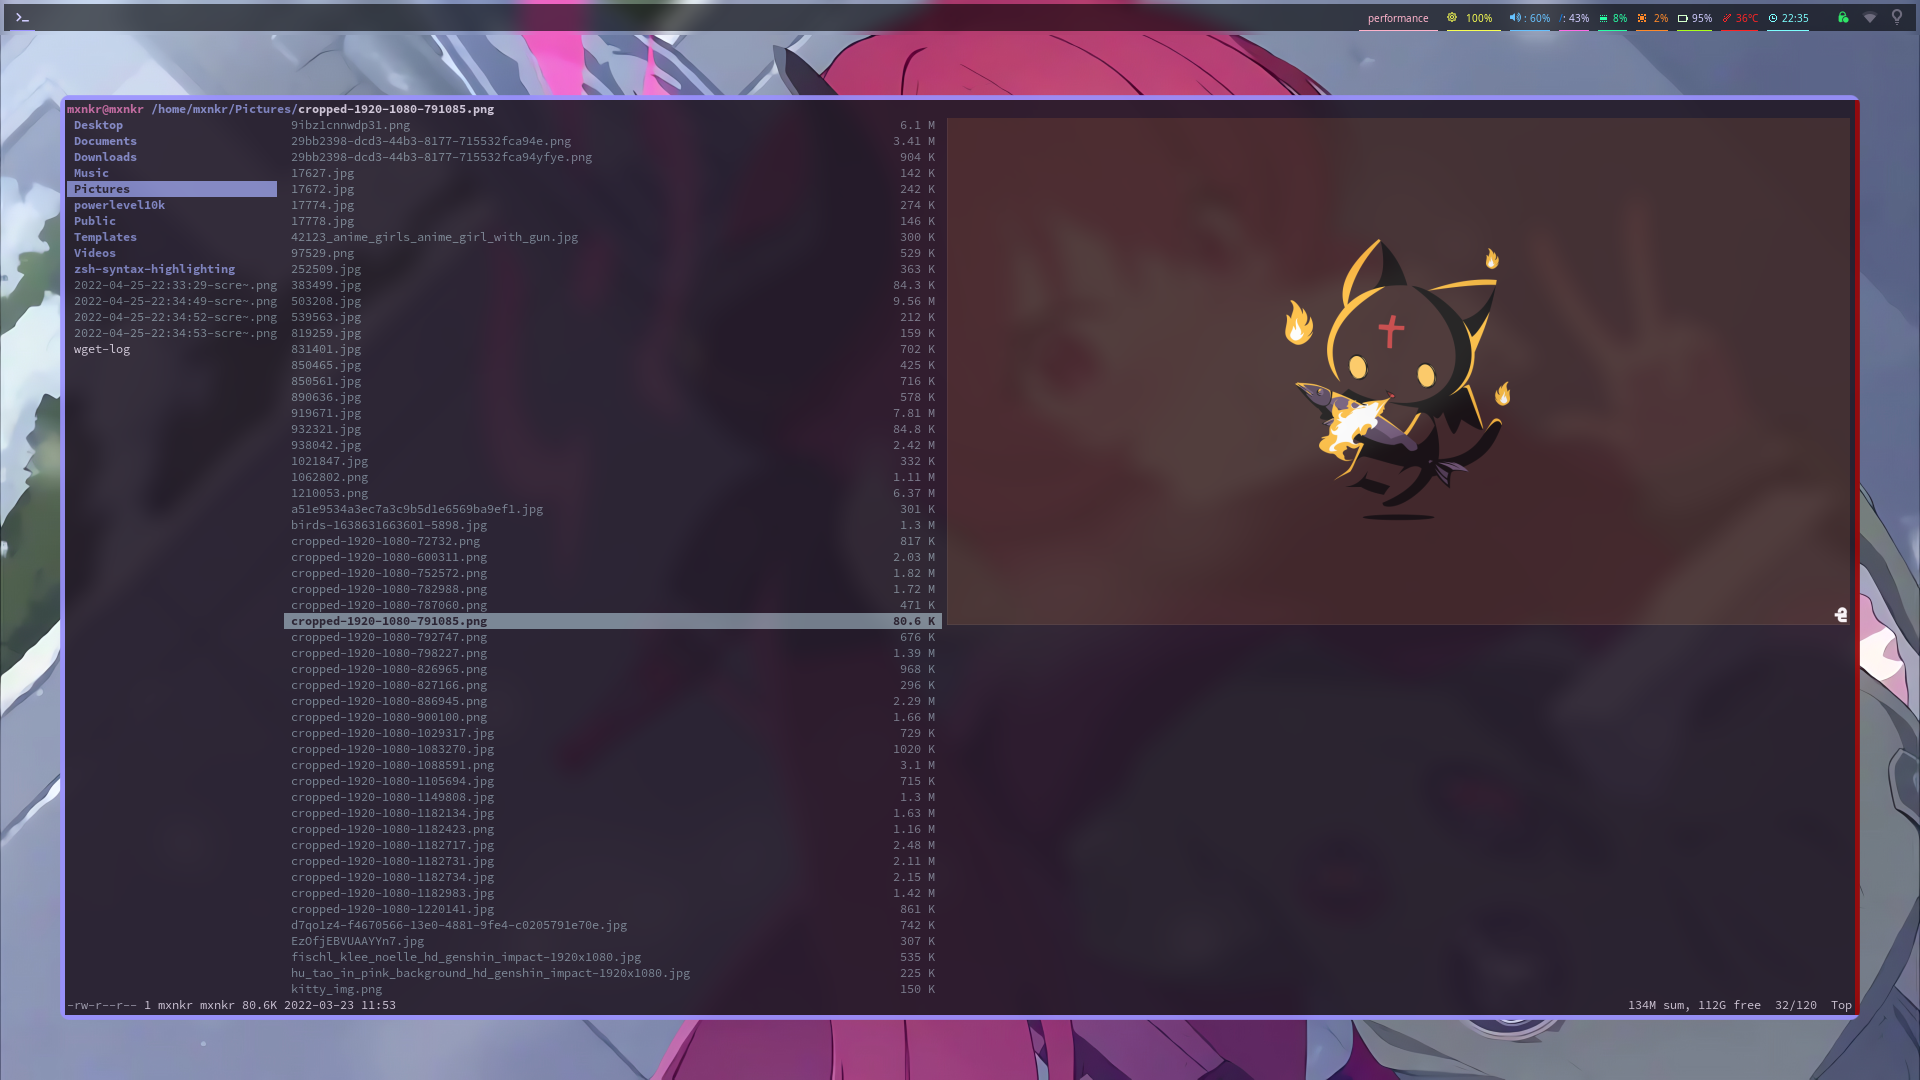 >_ performance 100% : 60% /: 43% 8% 2% 95% 36°C 22:35
mxnkr@mxnkr /home/mxnkr/Pictures/cropped-1920-1080-791085.png
Desktop 9ibz1cnnwdp31.png 6.1 M
Documents 29bb2398-dcd3-44b3-8177-715532fca94e.png 3.41 M
Downloads 29bb2398-dcd3-44b3-8177-715532fca94yfye.png 904 K
Music 17627.jpg 142 K
Pictures 17672.jpg 242 K
powerlevel10k 17774.jpg 274 K
Public 17778.jpg 146 K
Templates 42123_anime_girls_anime_girl_with_gun.jpg 300 K
Videos 97529.png 529 K
zsh-syntax-highlighting 252509.jpg 363 K
2022-04-25-22:33:29-scre~.png 383499.jpg 84.3 K
2022-04-25-22:34:49-scre~.png 503208.jpg 9.56 M
2022-04-25-22:34:52-scre~.png 539563.jpg 212 K
2022-04-25-22:34:53-scre~.png 819259.jpg 159 K
wget-log 831401.jpg 702 K
850465.jpg 425 K
850561.jpg 716 K
890636.jpg 578 K
919671.jpg 7.81 M
932321.jpg 84.8 K
938042.jpg 2.42 M
1021847.jpg 332 K
1062802.png 1.11 M
1210053.png 6.37 M
a51e9534a3ec7a3c9b5d1e6569ba9ef1.jpg 301 K
birds-1638631663601-5898.jpg 1.3 M
cropped-1920-1080-72732.png 817 K
cropped-1920-1080-600311.png 2.03 M
cropped-1920-1080-752572.png 1.82 M
cropped-1920-1080-782988.png 1.72 M
cropped-1920-1080-787060.png 471 K
cropped-1920-1080-791085.png 80.6 K
cropped-1920-1080-792747.png 676 K
cropped-1920-1080-798227.png 1.39 M
cropped-1920-1080-826965.png 968 K
cropped-1920-1080-827166.png 296 K
cropped-1920-1080-886945.png 2.29 M
cropped-1920-1080-900100.png 1.66 M
cropped-1920-1080-1029317.jpg 729 K
cropped-1920-1080-1083270.jpg 1020 K
cropped-1920-1080-1088591.png 3.1 M
cropped-1920-1080-1105694.jpg 715 K
cropped-1920-1080-1149808.jpg 1.3 M
cropped-1920-1080-1182134.jpg 1.63 M
cropped-1920-1080-1182423.png 1.16 M
cropped-1920-1080-1182717.jpg 2.48 M
cropped-1920-1080-1182731.jpg 2.11 M
cropped-1920-1080-1182734.jpg 2.15 M
cropped-1920-1080-1182983.jpg 1.42 M
cropped-1920-1080-1220141.jpg 861 K
d7qolz4-f4670566-13e0-4881-9fe4-c0205791e70e.jpg 742 K
EzOfjEBVUAAYYn7.jpg 307 K
fischl_klee_noelle_hd_genshin_impact-1920x1080.jpg 535 K
hu_tao_in_pink_background_hd_genshin_impact-1920x1080.jpg 225 K
kitty_img.png 150 K
-rw-r--r-- 1 mxnkr mxnkr 80.6K 2022-03-23 11:53 134M sum, 112G free 32/120 Top